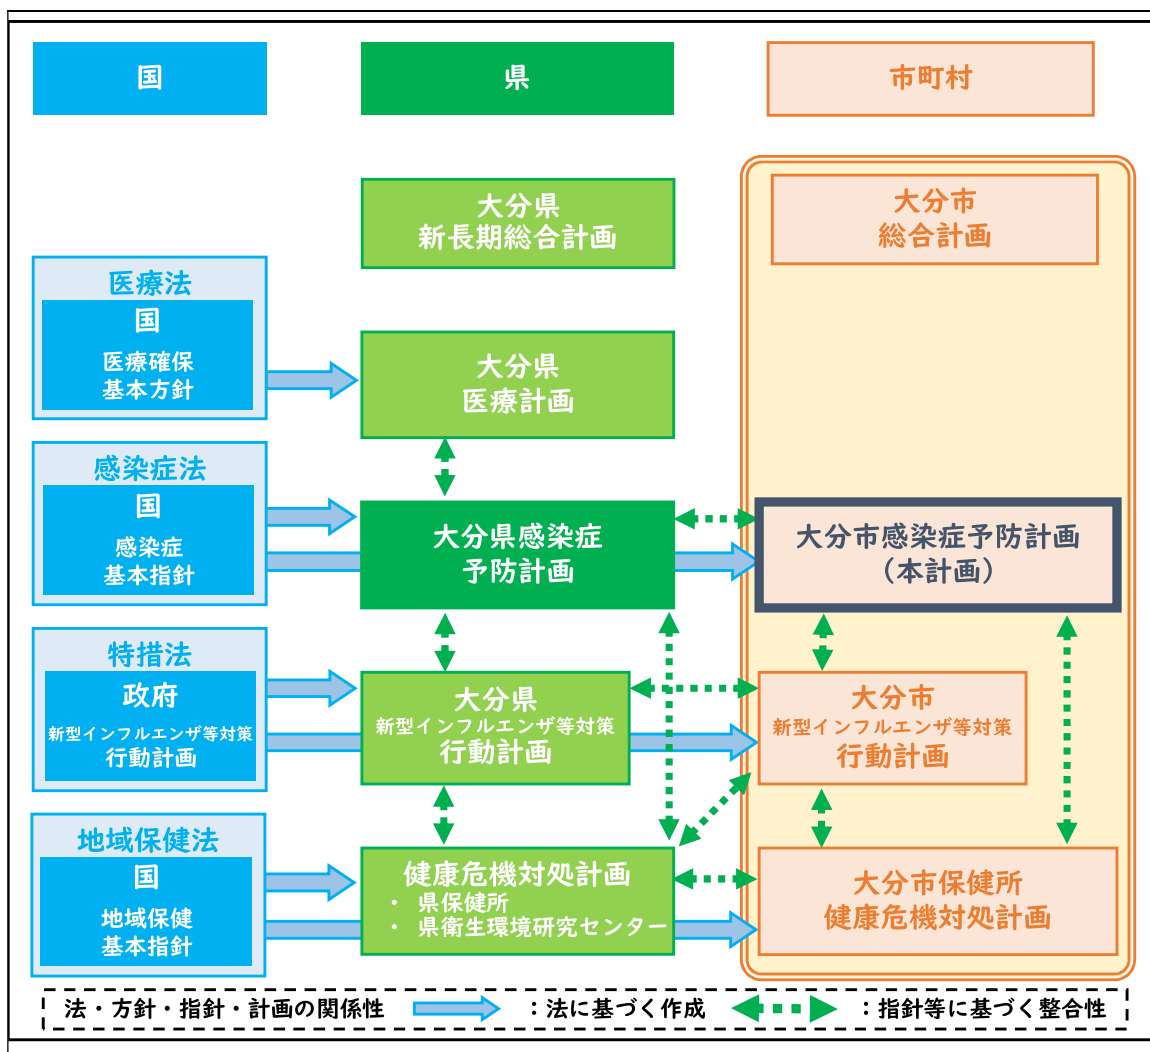 国
県
市町村
大分県
新長期総合計画
大分市
総合計画
医療法
国
医療確保
基本方針
大分県
医療計画
感染症法
国
感染症
基本指針
大分県感染症
予防計画
大分市感染症予防計画
（本計画）
特措法
政府
新型インフルエンザ等対策
行動計画
大分県
新型インフルエンザ等対策
行動計画
大分市
新型インフルエンザ等対策
行動計画
地域保健法
国
地域保健
基本指針
健康危機対処計画
・ 県保健所
・ 県衛生環境研究センター
大分市保健所
健康危機対処計画
法・方針・指針・計画の関係性 ：法に基づく作成 ：指針等に基づく整合性